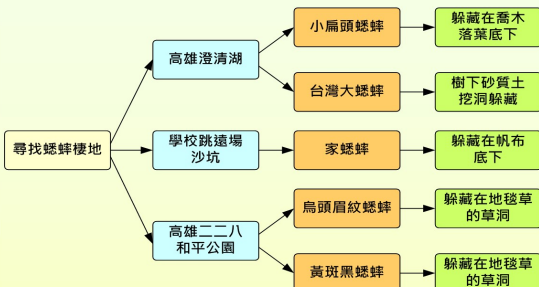 尋找蟋蟀棲地
高雄澄清湖
小扁頭蟋蟀
躲藏在喬木
落葉底下
台灣大蟋蟀
樹下砂質土
挖洞躲藏
學校跳遠場
沙坑
家蟋蟀
躲藏在帆布
底下
高雄二二八
和平公園
烏頭眉紋蟋蟀
躲藏在地毯草
的草洞
黃斑黑蟋蟀
躲藏在地毯草
的草洞